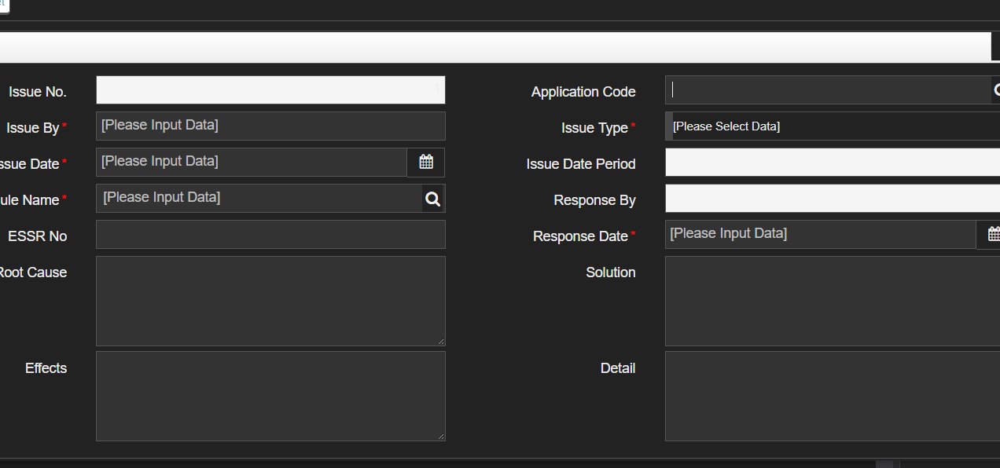 Issue No.
Application Code
Issue By *
[Please Input Data]
Issue Type *
[Please Select Data]
ssue Date *
[Please Input Data]
Issue Date Period
ule Name *
[Please Input Data]
Response By
ESSR No
Response Date *
[Please Input Data]
Root Cause
Solution
Effects
Detail